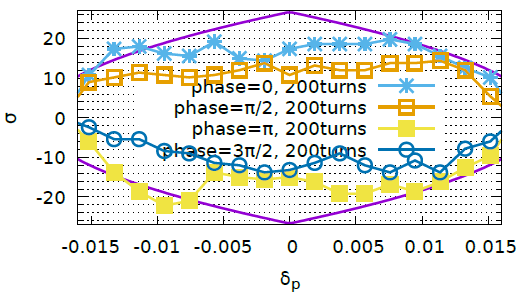 20
10
0
-10
-20
σ
phase=0, 200turns
phase=π/2, 200turns
phase=π, 200turns
phase=3π/2, 200turns
-0.015 -0.01 -0.005 0 0.005 0.01 0.015
δp